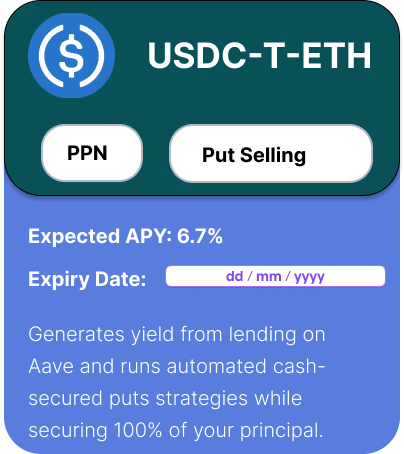 USDC-T-ETH
PPN
Put Selling
Expected APY: 6.7%
Expiry Date:
dd / mm / yyyy
Generates yield from lending on
Aave and runs automated cash-
secured puts strategies while
securing 100% of your principal.